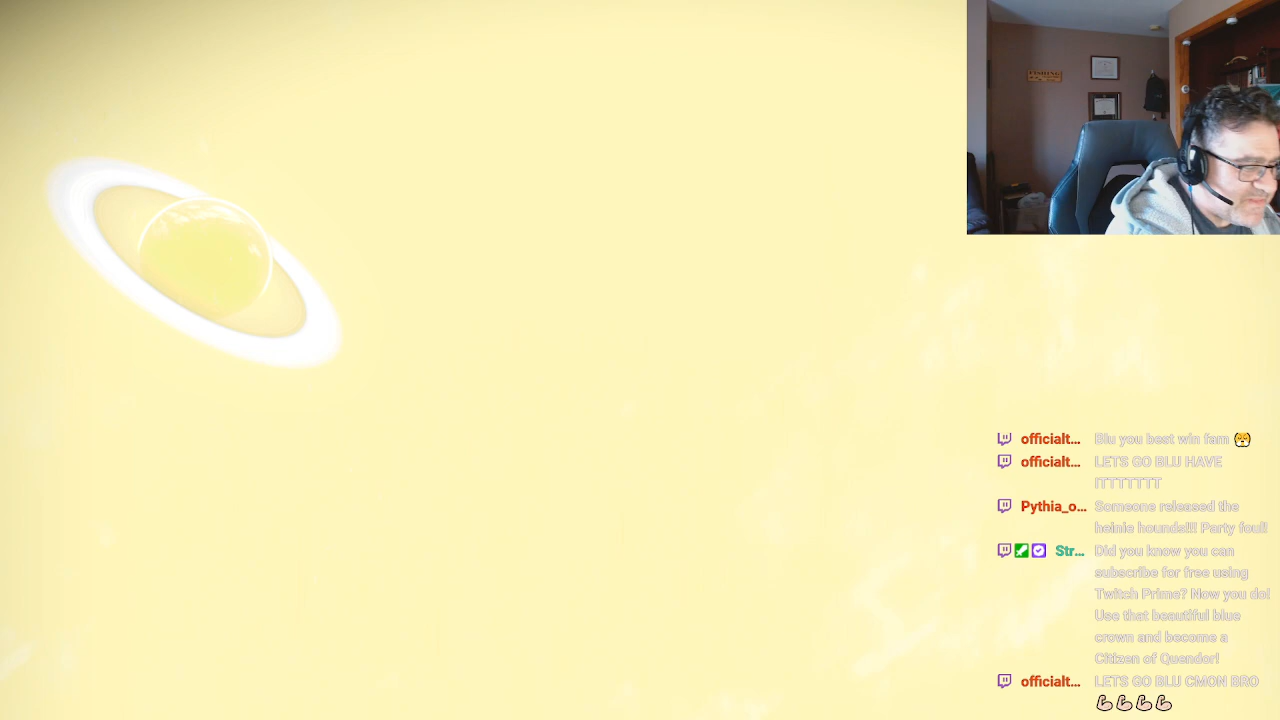 FISHING
officialt... Blu you best win fam
officialt... LETS GO BLU HAVE
ITTTTTTT
Pythia_o... Someone released the
heinie hounds!!! Party foul!
Str... Did you know you can
subscribe for free using
Twitch Prime? Now you do!
Use that beautiful blue
crown and become a
Citizen of Quendor!
officialt... LETS GO BLU CMON BRO